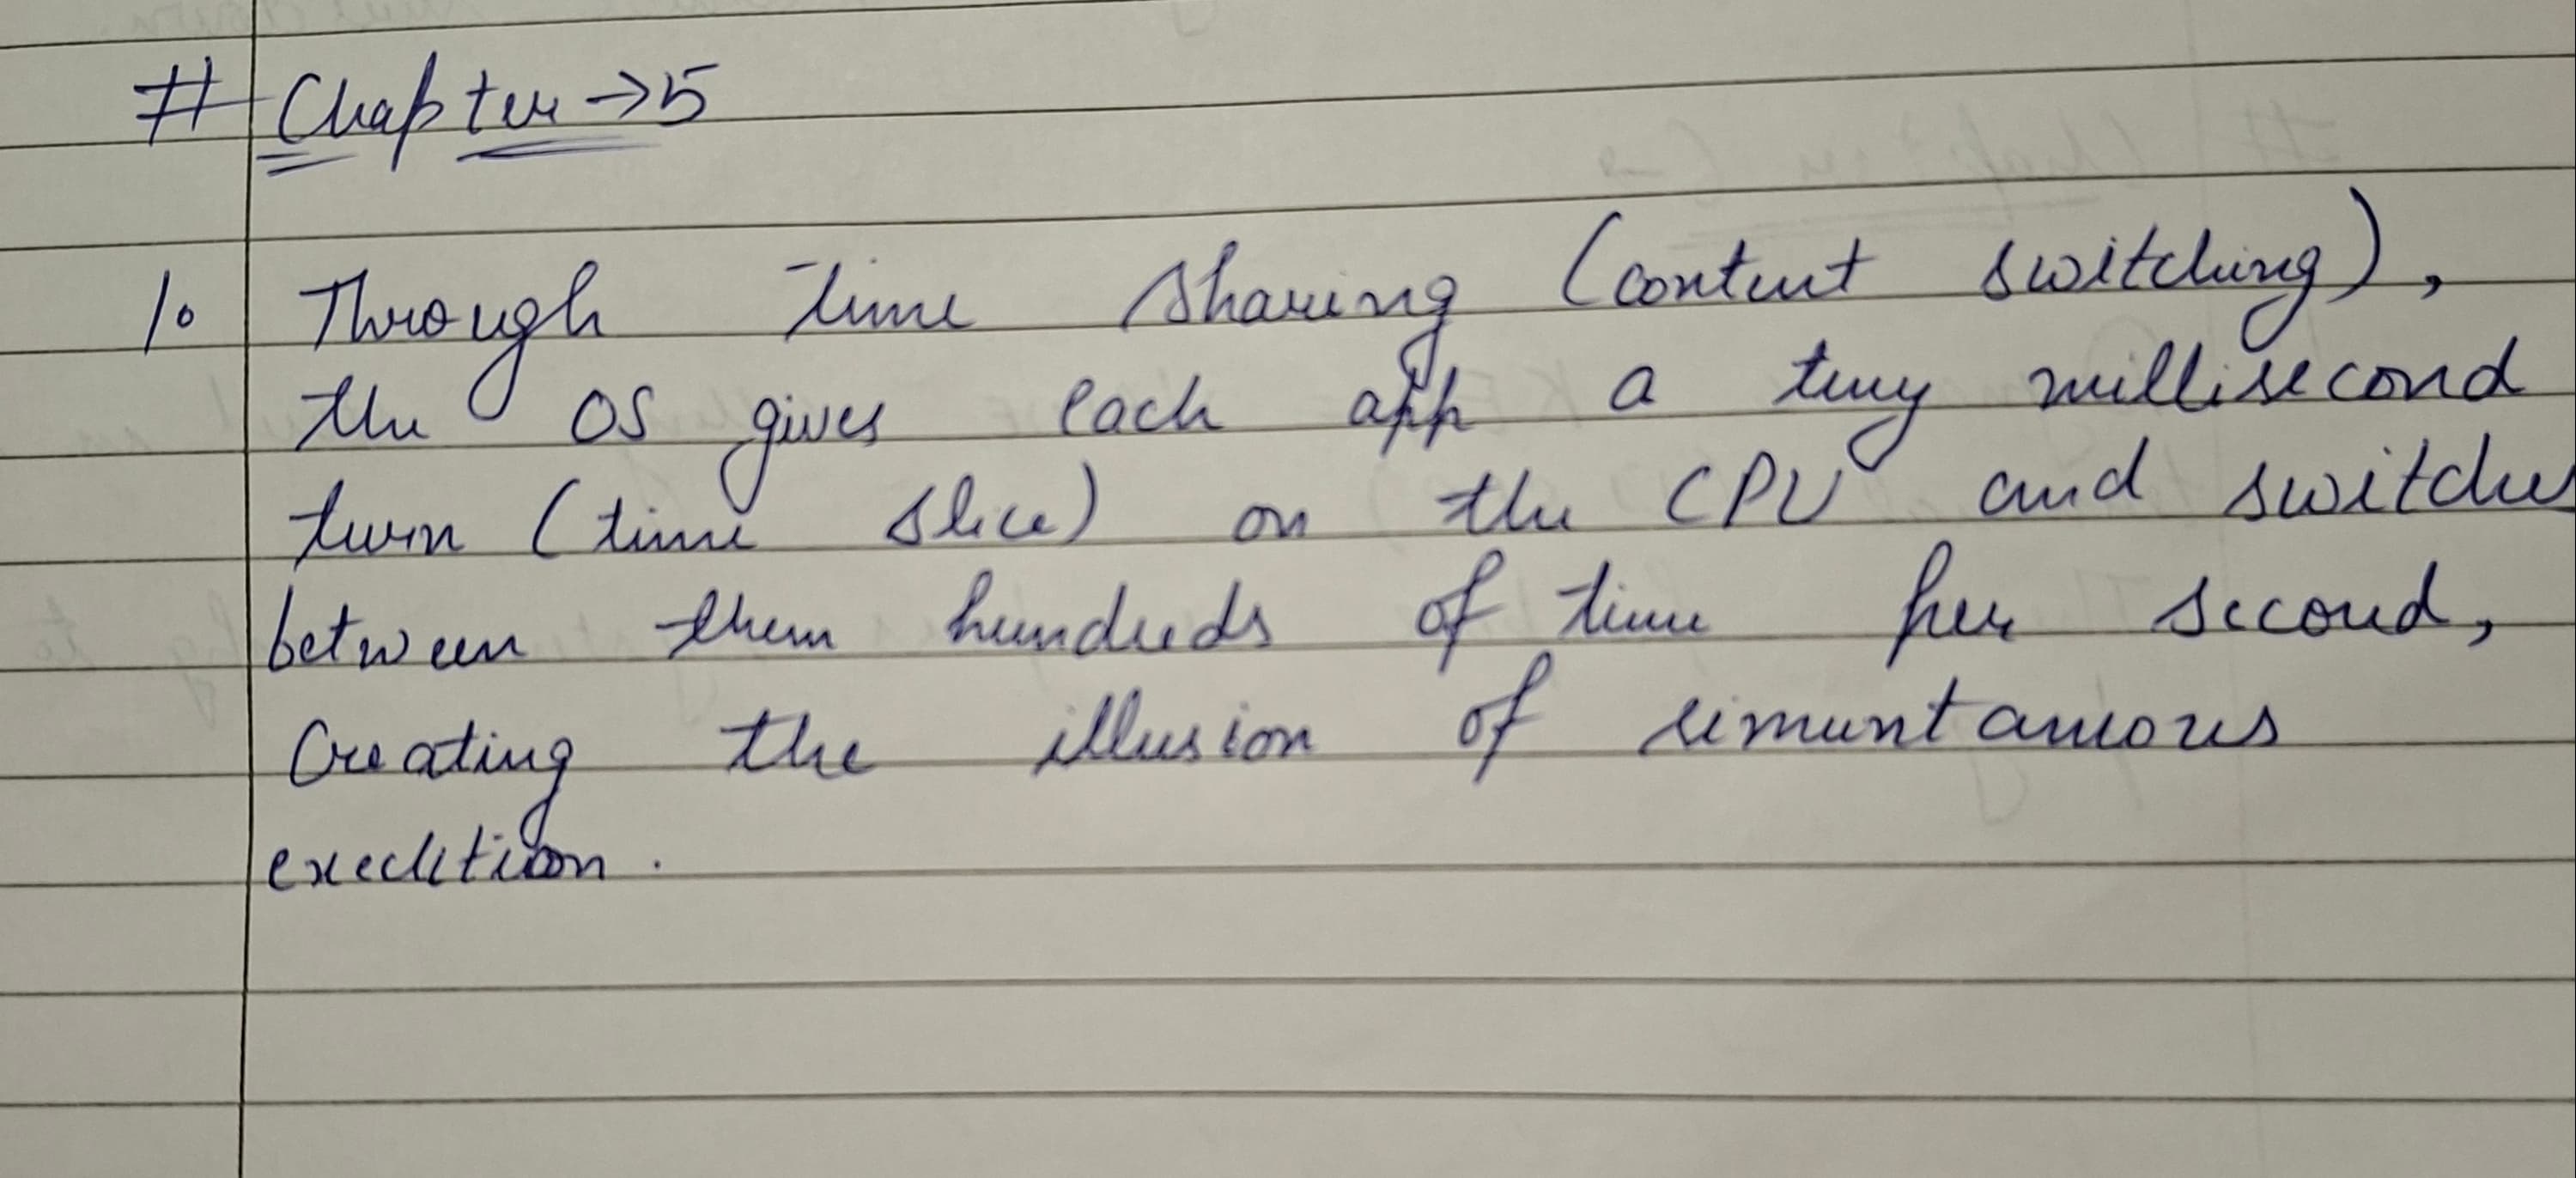 # Chapter → 5
1. Through time sharing (content switching),
the OS gives each app a tiny millisecond
turn (time slice) on the CPU and switches
between them hundreds of time per second,
Creating the illusion of simuntaneous
execution.